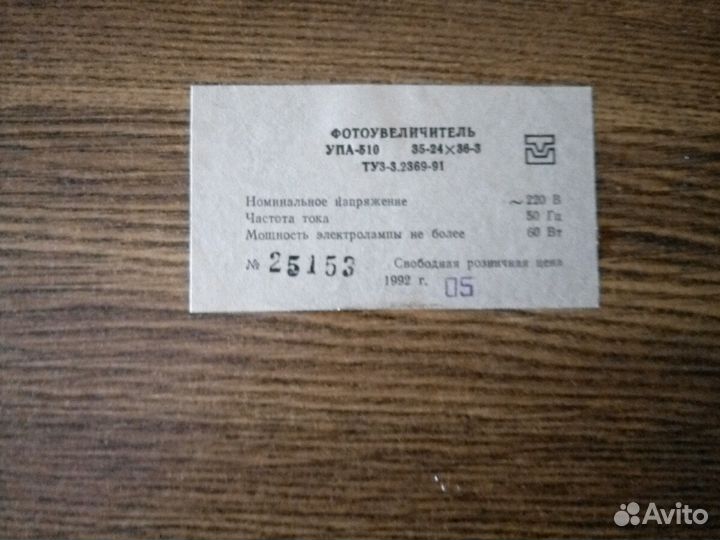 ФОТОУВЕЛИЧИТЕЛЬ
УПА-510 35-24×36-3
ТУ3-3.2369-91
Номинальное напряжение ~ 220 В
Частота тока 50 Гц
Мощность электролампы не более 60 Вт
№ 25153 Свободная розничная цена
1992 г. 05
Avito